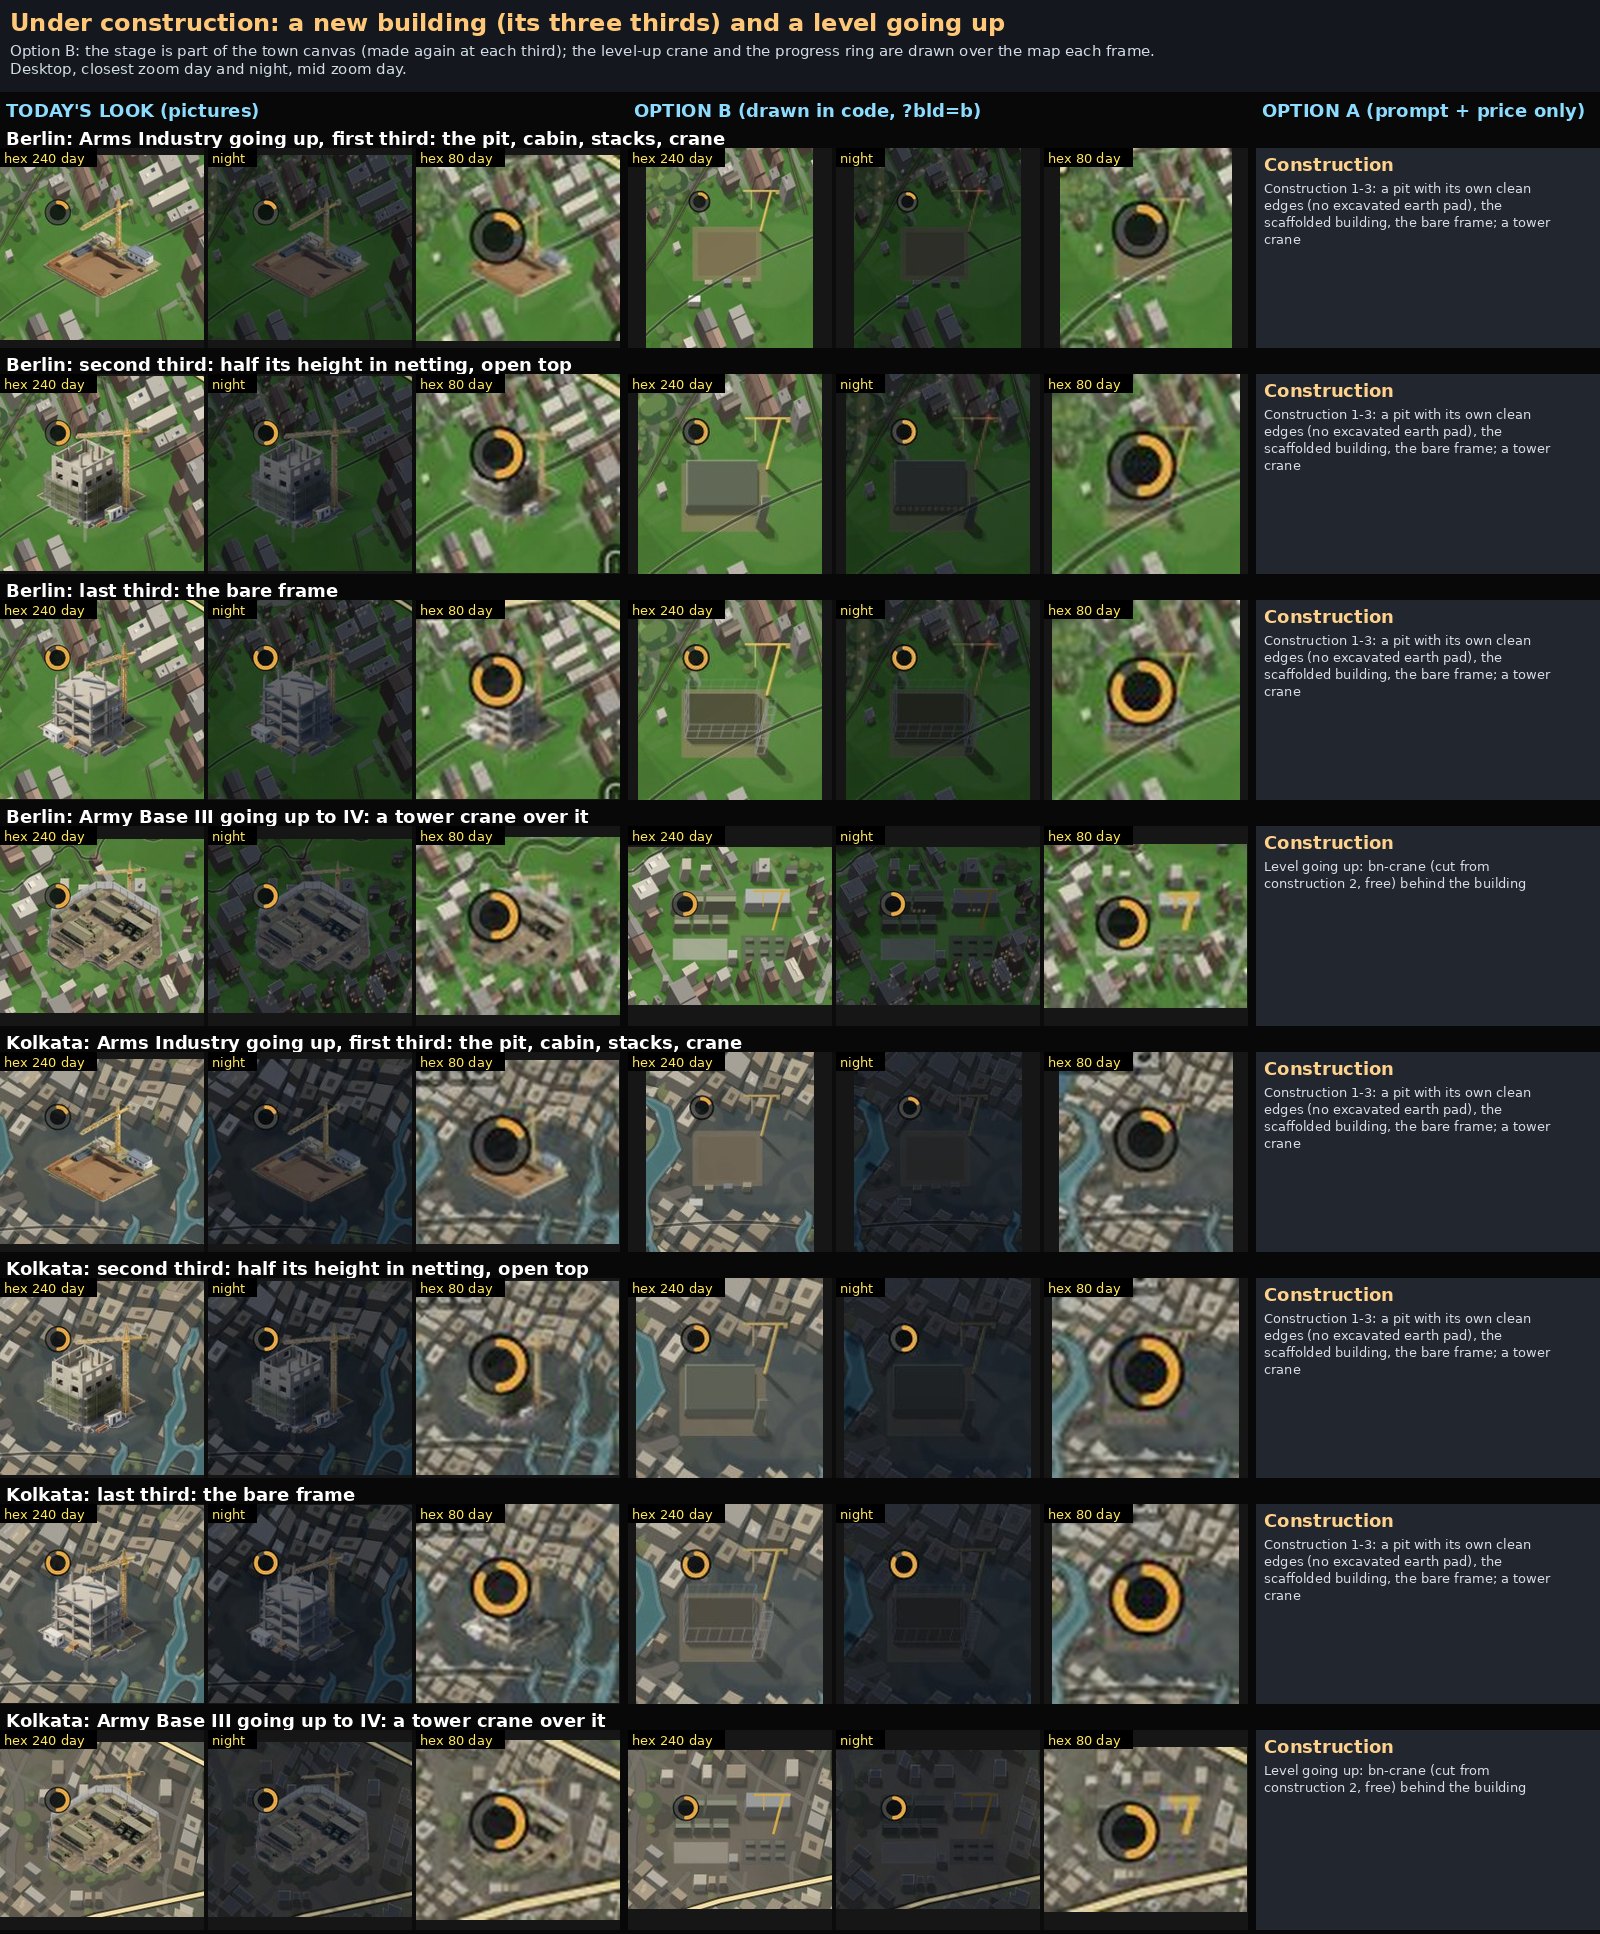 Under construction: a new building (its three thirds) and a level going up
Option B: the stage is part of the town canvas (made again at each third); the level-up crane and the progress ring are drawn over the map each frame.
Desktop, closest zoom day and night, mid zoom day.
TODAY'S LOOK (pictures) OPTION B (drawn in code, ?bld=b) OPTION A (prompt + price only)
Berlin: Arms Industry going up, first third: the pit, cabin, stacks, crane
hex 240 day night hex 80 day hex 240 day night hex 80 day
Construction
Construction 1-3: a pit with its own clean
edges (no excavated earth pad), the
scaffolded building, the bare frame; a tower
crane
Berlin: second third: half its height in netting, open top
hex 240 day night hex 80 day hex 240 day night hex 80 day
Construction
Construction 1-3: a pit with its own clean
edges (no excavated earth pad), the
scaffolded building, the bare frame; a tower
crane
Berlin: last third: the bare frame
hex 240 day night hex 80 day hex 240 day night hex 80 day
Construction
Construction 1-3: a pit with its own clean
edges (no excavated earth pad), the
scaffolded building, the bare frame; a tower
crane
Berlin: Army Base III going up to IV: a tower crane over it
hex 240 day night hex 80 day hex 240 day night hex 80 day
Construction
Level going up: bn-crane (cut from
construction 2, free) behind the building
Kolkata: Arms Industry going up, first third: the pit, cabin, stacks, crane
hex 240 day night hex 80 day hex 240 day night hex 80 day
Construction
Construction 1-3: a pit with its own clean
edges (no excavated earth pad), the
scaffolded building, the bare frame; a tower
crane
Kolkata: second third: half its height in netting, open top
hex 240 day night hex 80 day hex 240 day night hex 80 day
Construction
Construction 1-3: a pit with its own clean
edges (no excavated earth pad), the
scaffolded building, the bare frame; a tower
crane
Kolkata: last third: the bare frame
hex 240 day night hex 80 day hex 240 day night hex 80 day
Construction
Construction 1-3: a pit with its own clean
edges (no excavated earth pad), the
scaffolded building, the bare frame; a tower
crane
Kolkata: Army Base III going up to IV: a tower crane over it
hex 240 day night hex 80 day hex 240 day night hex 80 day
Construction
Level going up: bn-crane (cut from
construction 2, free) behind the building